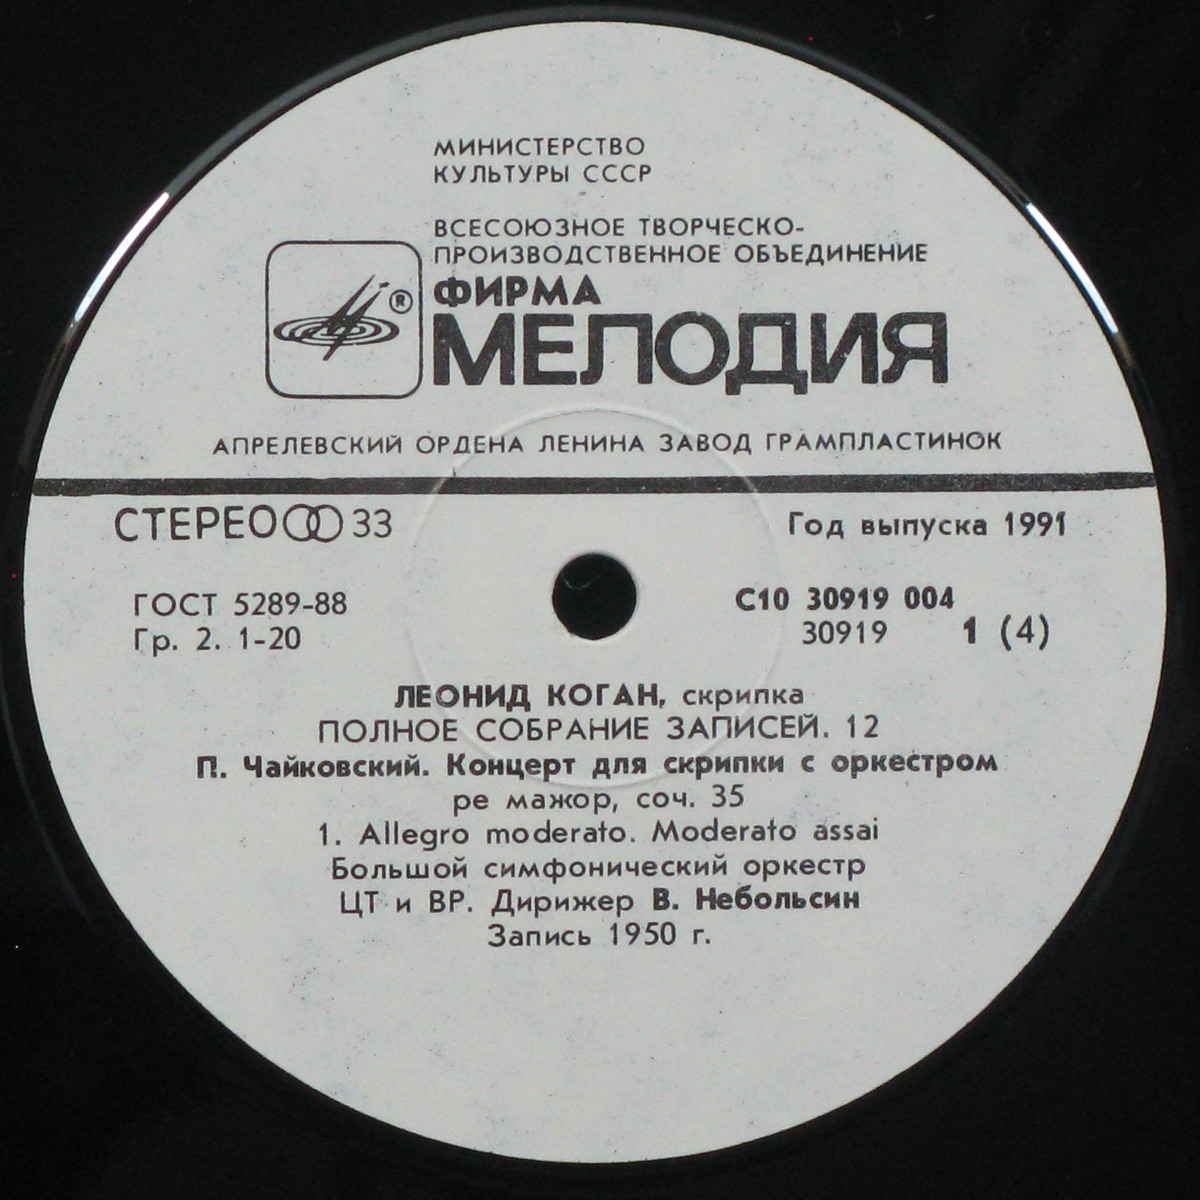 МИНИСТЕРСТВО
КУЛЬТУРЫ СССР
ВСЕСОЮЗНОЕ ТВОРЧЕСКО-
ПРОИЗВОДСТВЕННОЕ ОБЪЕДИНЕНИЕ
ФИРМА
®
МЕЛОДИЯ
АПРЕЛЕВСКИЙ ОРДЕНА ЛЕНИНА ЗАВОД ГРАМПЛАСТИНОК
СТЕРЕО 33
Год выпуска 1991
ГОСТ 5289-88
Гр. 2. 1-20
С10 30919 004
30919 1 (4)
ЛЕОНИД КОГАН, скрипка
ПОЛНОЕ СОБРАНИЕ ЗАПИСЕЙ. 12
П. Чайковский. Концерт для скрипки с оркестром
ре мажор, соч. 35
1. Allegro moderato. Moderato assai
Большой симфонический оркестр
ЦТ и ВР. Дирижер В. Небольсин
Запись 1950 г.